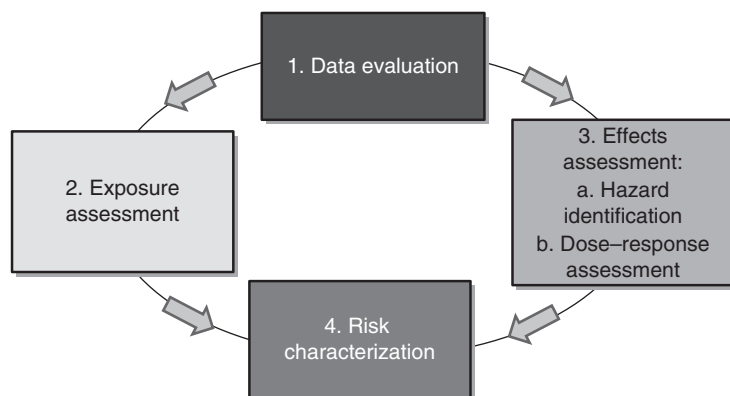 1. Data evaluation
2. Exposure
assessment
3. Effects
assessment:
a. Hazard
identification
b. Dose–response
assessment
4. Risk
characterization